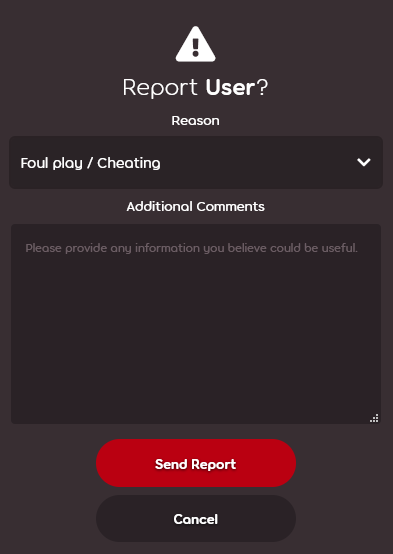 Report User?
Reason
Foul play / Cheating
Additional Comments
Please provide any information you believe could be useful.
Send Report
Cancel